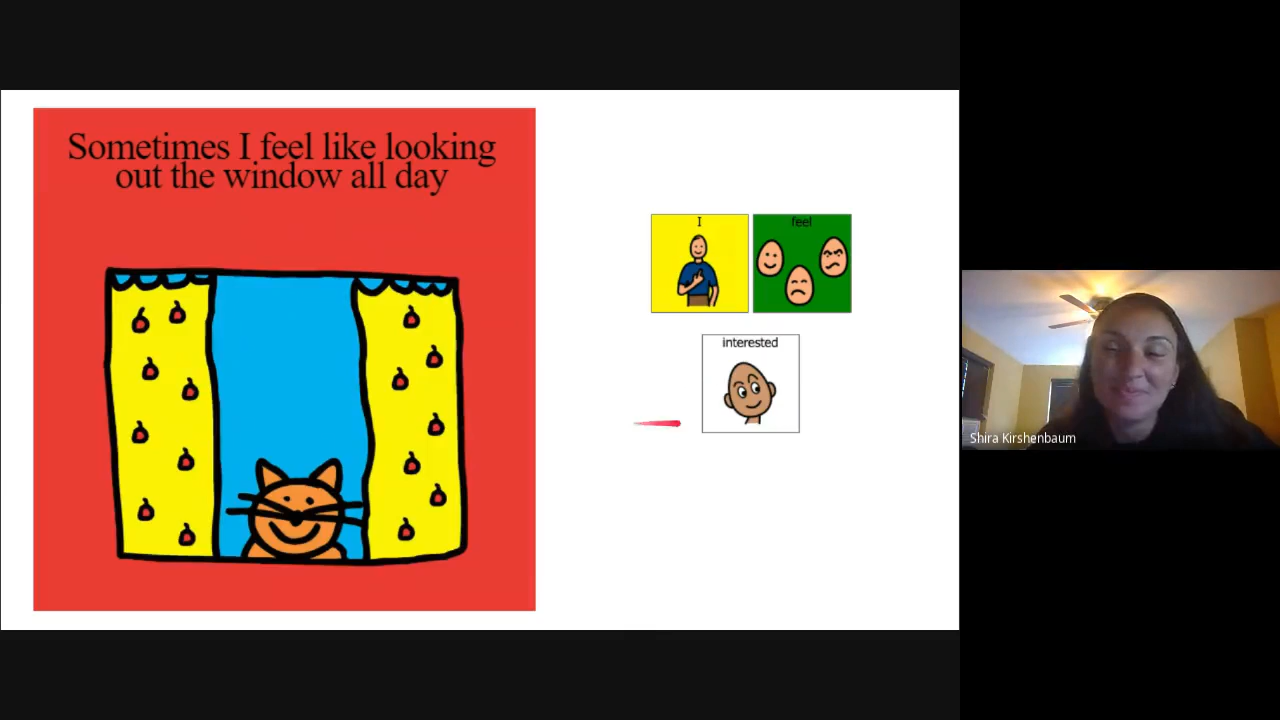 Sometimes I feel like looking
out the window all day
I
feel
interested
Shira Kirshenbaum